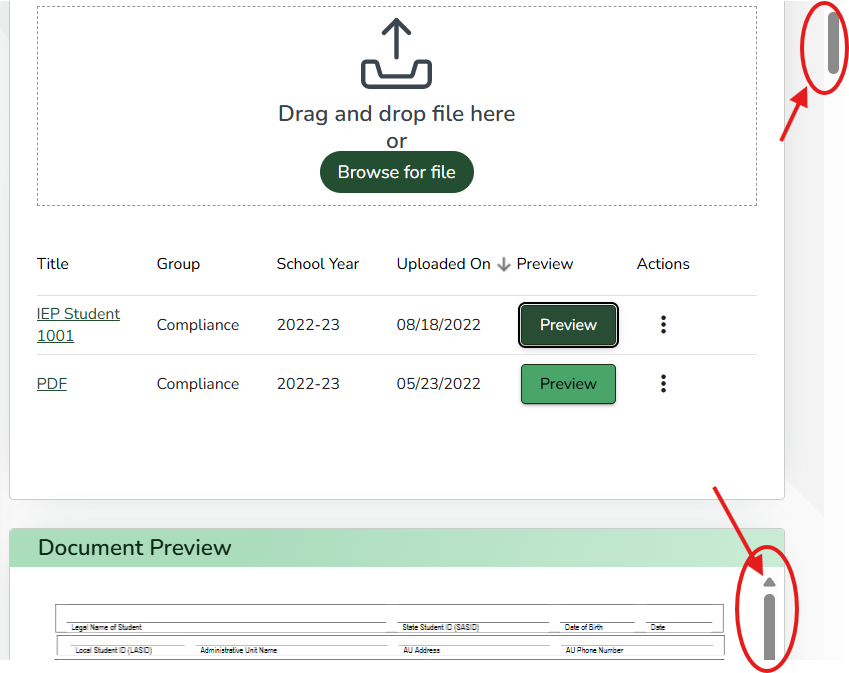 Drag and drop file here
or
Browse for file
Title Group School Year Uploaded On Preview Actions
IEP Student 1001 Compliance 2022-23 08/18/2022 Preview
PDF Compliance 2022-23 05/23/2022 Preview
Document Preview
Legal Name of Student State Student ID (SASID) Date of Birth Date
Local Student ID (LASID) Administrative Unit Name AU Address AU Phone Number